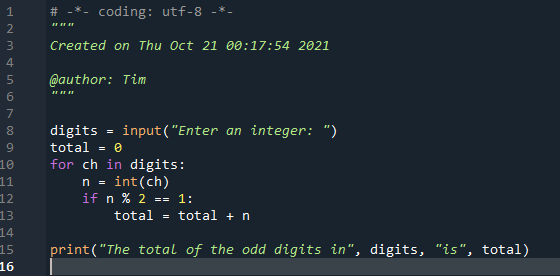 1 # -*- coding: utf-8 -*-
2 """
3 Created on Thu Oct 21 00:17:54 2021
4
5 @author: Tim
6 """
7
8 digits = input("Enter an integer: ")
9 total = 0
10 for ch in digits:
11     n = int(ch)
12     if n % 2 == 1:
13         total = total + n
14
15 print("The total of the odd digits in", digits, "is", total)
16